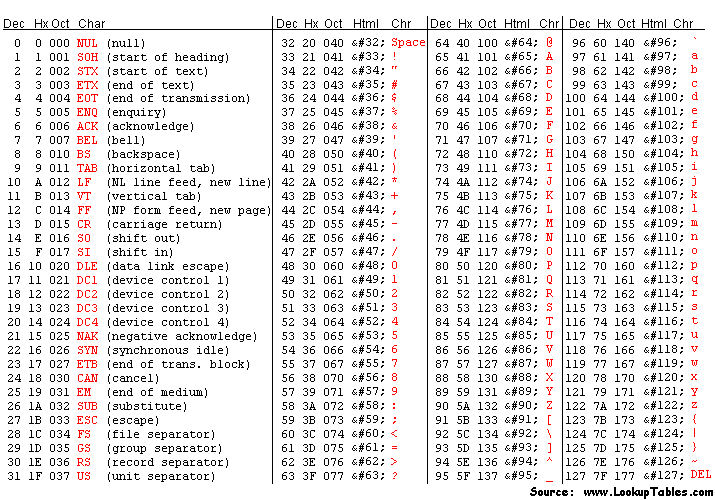 Dec Hx Oct Char Dec Hx Oct Html Chr Dec Hx Oct Html Chr Dec Hx Oct Html Chr
0 0 000 NUL (null) 32 20 040 &#32; Space 64 40 100 &#64; @ 96 60 140 &#96; `
1 1 001 SOH (start of heading) 33 21 041 &#33; ! 65 41 101 &#65; A 97 61 141 &#97; a
2 2 002 STX (start of text) 34 22 042 &#34; " 66 42 102 &#66; B 98 62 142 &#98; b
3 3 003 ETX (end of text) 35 23 043 &#35; # 67 43 103 &#67; C 99 63 143 &#99; c
4 4 004 EOT (end of transmission) 36 24 044 &#36; $ 68 44 104 &#68; D 100 64 144 &#100; d
5 5 005 ENQ (enquiry) 37 25 045 &#37; % 69 45 105 &#69; E 101 65 145 &#101; e
6 6 006 ACK (acknowledge) 38 26 046 &#38; & 70 46 106 &#70; F 102 66 146 &#102; f
7 7 007 BEL (bell) 39 27 047 &#39; ' 71 47 107 &#71; G 103 67 147 &#103; g
8 8 010 BS (backspace) 40 28 050 &#40; ( 72 48 110 &#72; H 104 68 150 &#104; h
9 9 011 TAB (horizontal tab) 41 29 051 &#41; ) 73 49 111 &#73; I 105 69 151 &#105; i
10 A 012 LF (NL line feed, new line) 42 2A 052 &#42; * 74 4A 112 &#74; J 106 6A 152 &#106; j
11 B 013 VT (vertical tab) 43 2B 053 &#43; + 75 4B 113 &#75; K 107 6B 153 &#107; k
12 C 014 FF (NP form feed, new page) 44 2C 054 &#44; , 76 4C 114 &#76; L 108 6C 154 &#108; l
13 D 015 CR (carriage return) 45 2D 055 &#45; - 77 4D 115 &#77; M 109 6D 155 &#109; m
14 E 016 SO (shift out) 46 2E 056 &#46; . 78 4E 116 &#78; N 110 6E 156 &#110; n
15 F 017 SI (shift in) 47 2F 057 &#47; / 79 4F 117 &#79; O 111 6F 157 &#111; o
16 10 020 DLE (data link escape) 48 30 060 &#48; 0 80 50 120 &#80; P 112 70 160 &#112; p
17 11 021 DC1 (device control 1) 49 31 061 &#49; 1 81 51 121 &#81; Q 113 71 161 &#113; q
18 12 022 DC2 (device control 2) 50 32 062 &#50; 2 82 52 122 &#82; R 114 72 162 &#114; r
19 13 023 DC3 (device control 3) 51 33 063 &#51; 3 83 53 123 &#83; S 115 73 163 &#115; s
20 14 024 DC4 (device control 4) 52 34 064 &#52; 4 84 54 124 &#84; T 116 74 164 &#116; t
21 15 025 NAK (negative acknowledge) 53 35 065 &#53; 5 85 55 125 &#85; U 117 75 165 &#117; u
22 16 026 SYN (synchronous idle) 54 36 066 &#54; 6 86 56 126 &#86; V 118 76 166 &#118; v
23 17 027 ETB (end of trans. block) 55 37 067 &#55; 7 87 57 127 &#87; W 119 77 167 &#119; w
24 18 030 CAN (cancel) 56 38 070 &#56; 8 88 58 130 &#88; X 120 78 170 &#120; x
25 19 031 EM (end of medium) 57 39 071 &#57; 9 89 59 131 &#89; Y 121 79 171 &#121; y
26 1A 032 SUB (substitute) 58 3A 072 &#58; : 90 5A 132 &#90; Z 122 7A 172 &#122; z
27 1B 033 ESC (escape) 59 3B 073 &#59; ; 91 5B 133 &#91; [ 123 7B 173 &#123; {
28 1C 034 FS (file separator) 60 3C 074 &#60; < 92 5C 134 &#92; \ 124 7C 174 &#124; |
29 1D 035 GS (group separator) 61 3D 075 &#61; = 93 5D 135 &#93; ] 125 7D 175 &#125; }
30 1E 036 RS (record separator) 62 3E 076 &#62; > 94 5E 136 &#94; ^ 126 7E 176 &#126; ~
31 1F 037 US (unit separator) 63 3F 077 &#63; ? 95 5F 137 &#95; _ 127 7F 177 &#127; DEL
Source: www.LookupTables.com